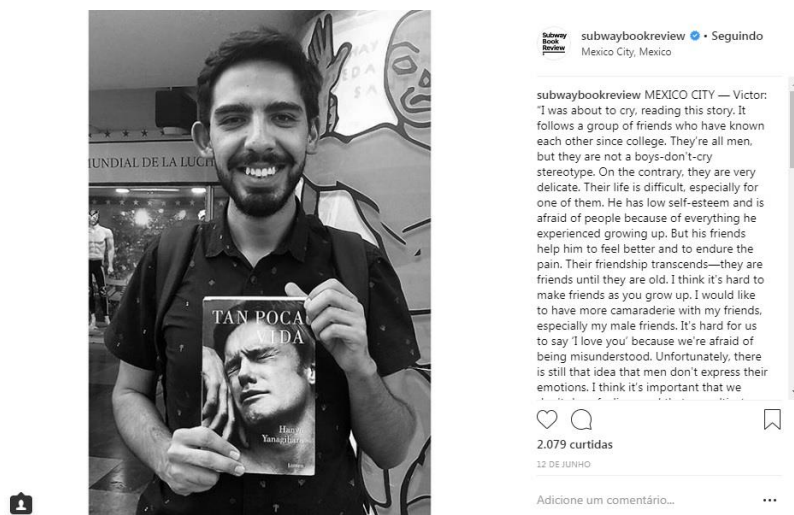 Subway
Book
Review
subwaybookreview • Seguindo
Mexico City, Mexico
HAY
EDA
SA
UNDIAL DE LA LUCH
TAN POCA
VIDA
Hanya
Yanagihara
Lumen
subwaybookreview MEXICO CITY — Victor:
“I was about to cry, reading this story. It
follows a group of friends who have known
each other since college. They're all men,
but they are not a boys-don't-cry
stereotype. On the contrary, they are very
delicate. Their life is difficult, especially for
one of them. He has low self-esteem and is
afraid of people because of everything he
experienced growing up. But his friends
help him to feel better and to endure the
pain. Their friendship transcends—they are
friends until they are old. I think it's hard to
make friends as you grow up. I would like
to have more camaraderie with my friends,
especially my male friends. It's hard for us
to say 'I love you' because we're afraid of
being misunderstood. Unfortunately, there
is still that idea that men don't express their
emotions. I think it's important that we
2.079 curtidas
12 DE JUNHO
Adicione um comentário...